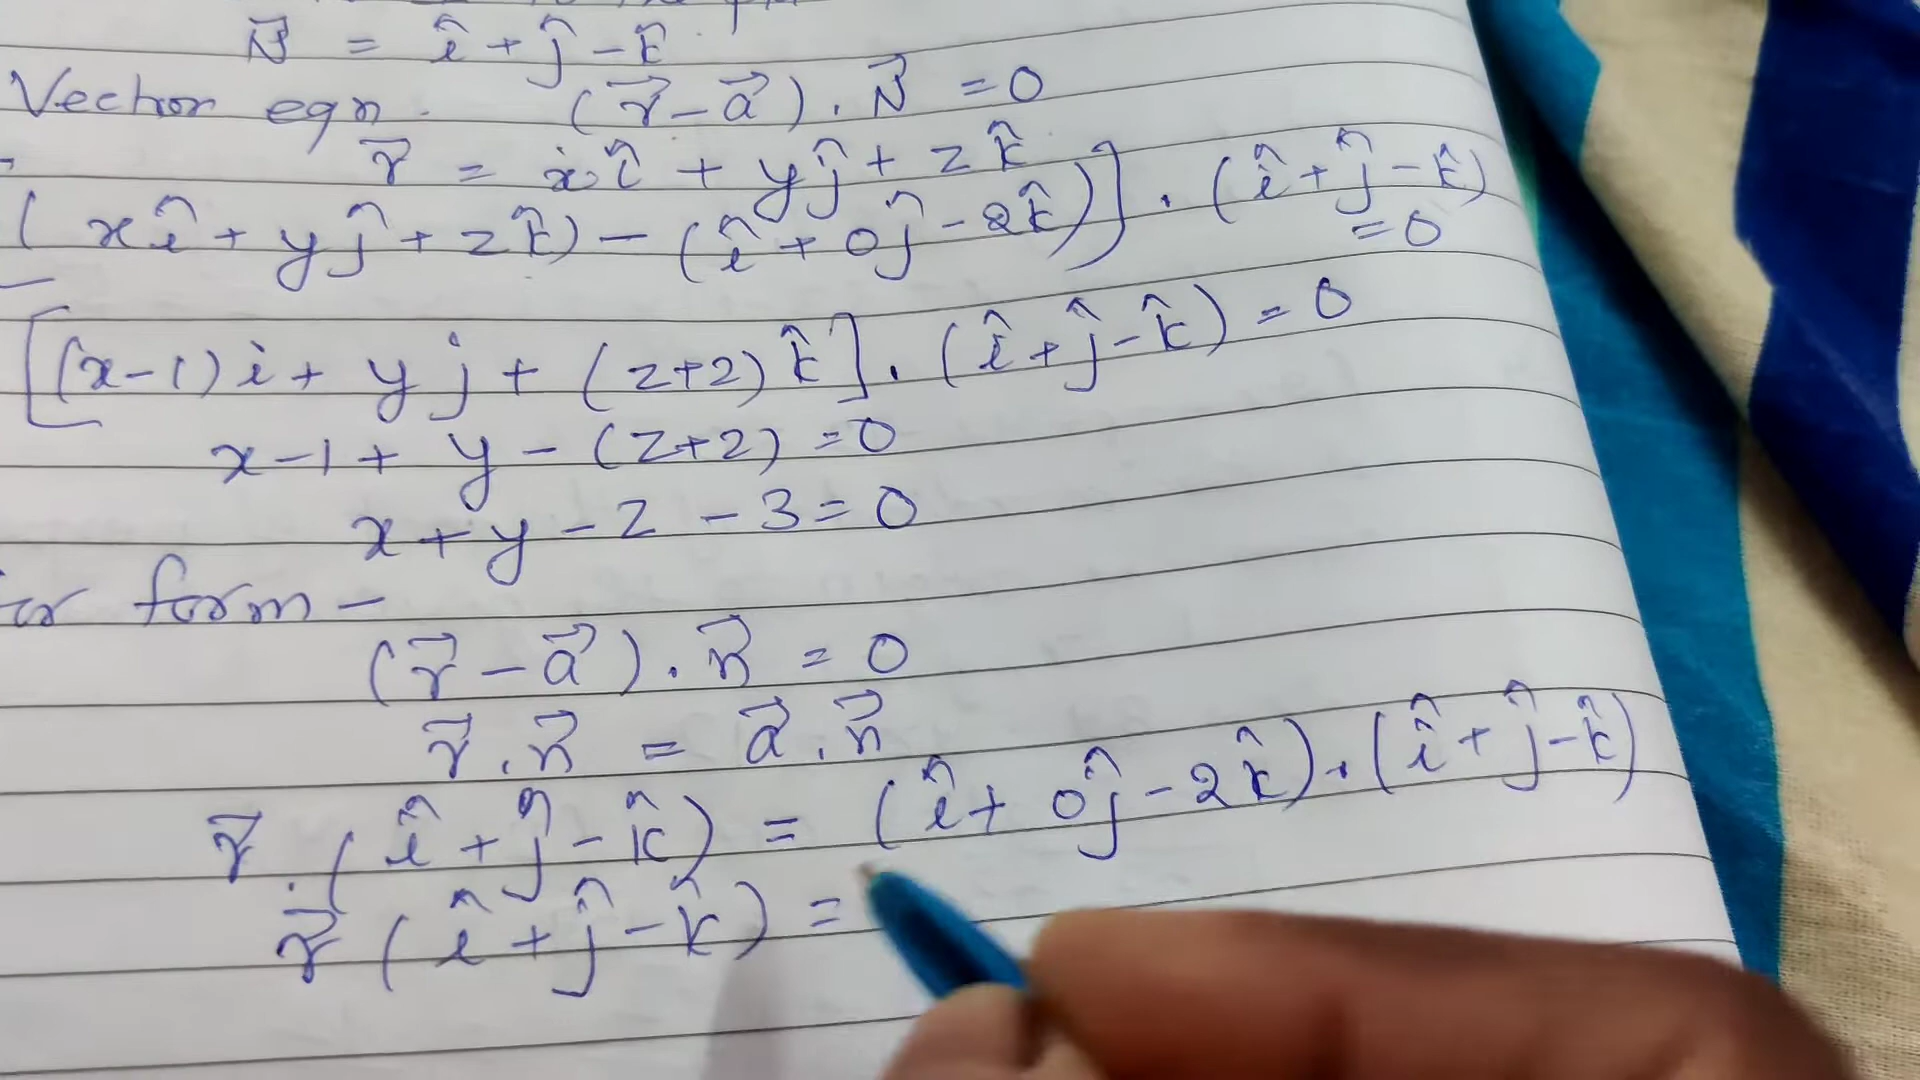 N⃗ = î + ĵ - k̂
Vector eqn. (r⃗ - a⃗) . N⃗ = 0
r⃗ = xî + yĵ + zk̂
( xî + yĵ + zk̂) - (î + 0ĵ - 2k̂)] . (î + ĵ - k̂) = 0
[(x-1)i + yj + (z+2)k̂] . (î + ĵ - k̂) = 0
x-1 + y - (z+2) = 0
x + y - z - 3 = 0
form -
(r⃗ - a⃗) . n⃗ = 0
r⃗ . n⃗ = a⃗ . n⃗
r⃗ . (î + ĵ - k̂) = (î + 0ĵ - 2k̂) . (î + ĵ - k̂)
r⃗ (î + ĵ - k̂) =